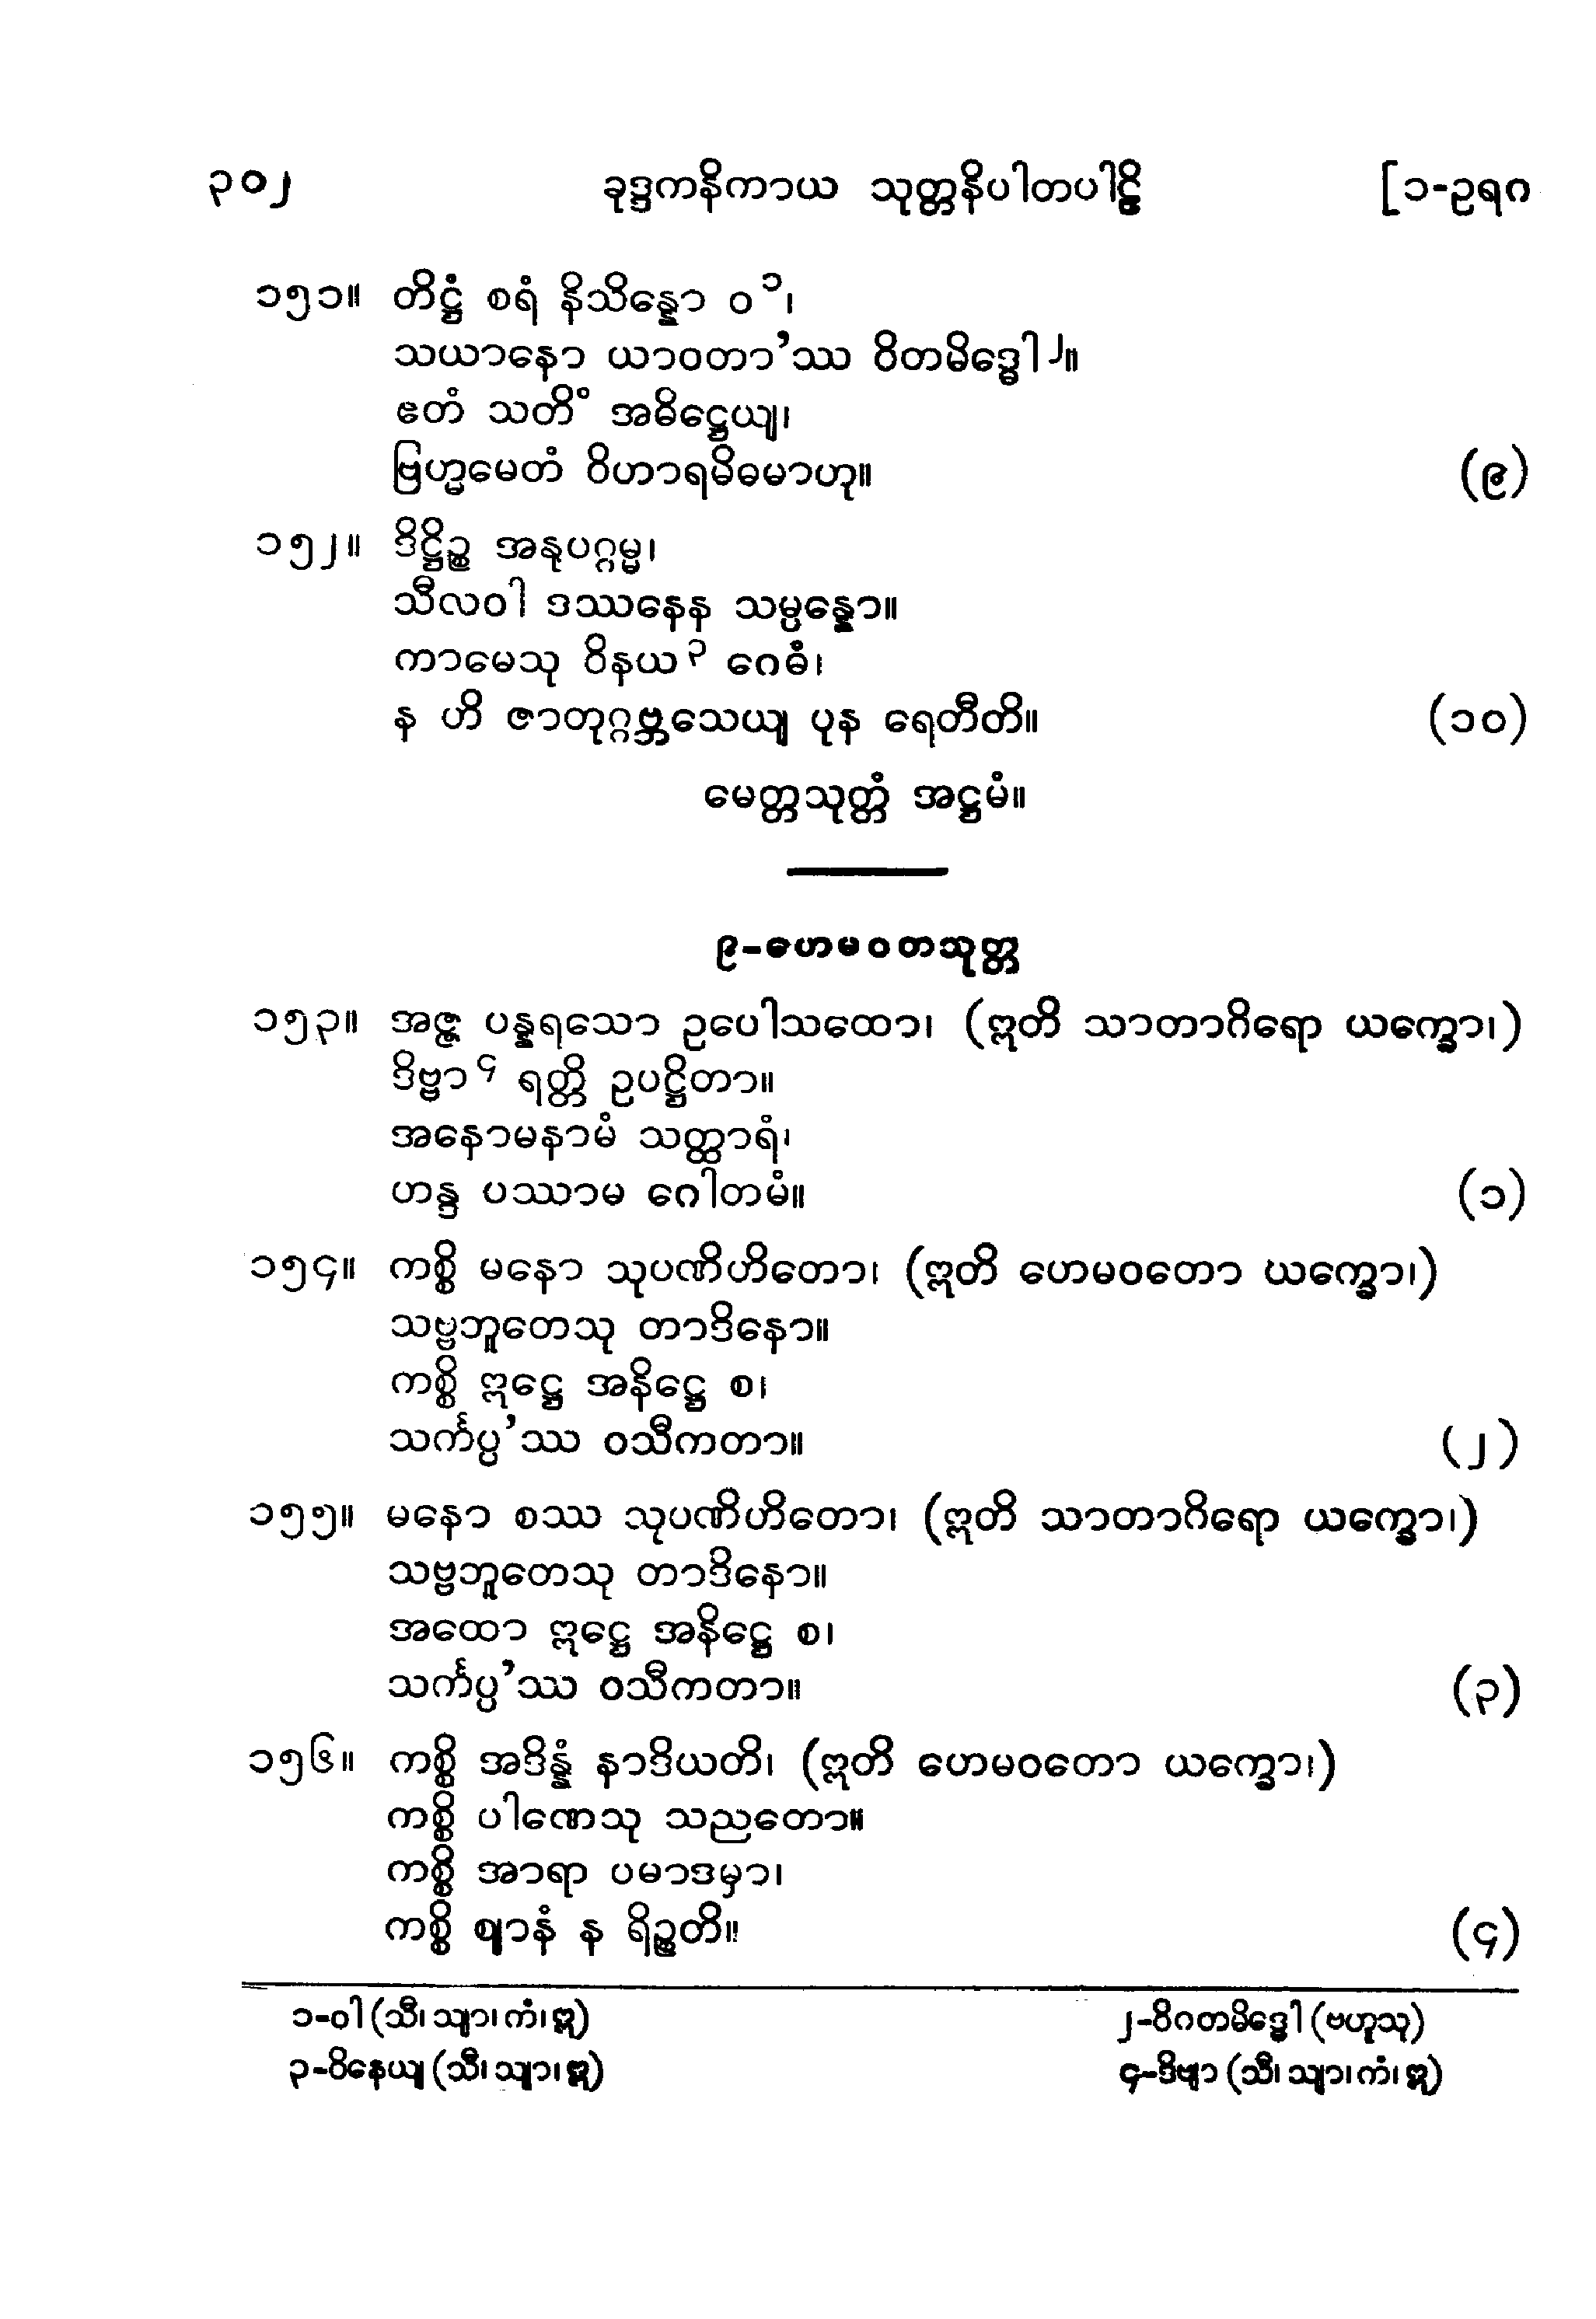 ၃၀၂ ခုဒ္ဒကနိကာယ သုတ္တနိပါတပါဠိ [၁-ဥရဂ
၁၅၁။ တိဋ္ဌံ စရံ နိသိန္နော ဝ၁၊
သယာနော ယာဝတာ’ဿ ဝိတမိဒ္ဓေါ၂။
ဧတံ သတိံ အဓိဋ္ဌေယျ၊
ဗြဟ္မမေတံ ဝိဟာရမိဓမာဟု။ (၉)
၁၅၂။ ဒိဋ္ဌိဉ္စ အနုပဂ္ဂမ္မ၊
သီလဝါ ဒဿနေန သမ္ပန္နော။
ကာမေသု ဝိနယ၃ ဂေဓံ၊
န ဟိ ဇာတုဂ္ဂဗ္ဘသေယျ ပုန ရေတီတိ။ (၁၀)
မေတ္တသုတ္တံ အဋ္ဌမံ။
၉-ဟေမဝတသုတ္တ
၁၅၃။ အဇ္ဇ ပန္နရသော ဥပေါသထော၊ (ဣတိ သာတာဂိရော ယက္ခော၊)
ဒိဗ္ဗာ၄ ရတ္တိ ဥပဋ္ဌိတာ။
အနောမနာမံ သတ္ထာရံ၊
ဟန္ဒ ပဿာမ ဂေါတမံ။ (၁)
၁၅၄။ ကစ္စိ မနော သုပဏိဟိတော၊ (ဣတိ ဟေမဝတော ယက္ခော၊)
သဗ္ဗဘူတေသု တာဒိနော။
ကစ္စိ ဣဋ္ဌေ အနိဋ္ဌေ စ၊
သင်္ကပ္ပ’ဿ ဝသီကတာ။ (၂)
၁၅၅။ မနော စဿ သုပဏိဟိတော၊ (ဣတိ သာတာဂိရော ယက္ခော၊)
သဗ္ဗဘူတေသု တာဒိနော။
အထော ဣဋ္ဌေ အနိဋ္ဌေ စ၊
သင်္ကပ္ပ’ဿ ဝသီကတာ။ (၃)
၁၅၆။ ကစ္စိ အဒိန္နံ နာဒိယတိ၊ (ဣတိ ဟေမဝတော ယက္ခော၊)
ကစ္စိ ပါဏေသု သညတော။
ကစ္စိ အာရာ ပမာဒမှာ၊
ကစ္စိ ဈာနံ န ရိဉ္စတိ။ (၄)
၁-ဝါ (သီ၊ သျာ၊ ကံ၊ ဣ) ၂-ဝိဂတမိဒ္ဓေါ (ဗဟူသု)
၃-ဝိနေယျ (သီ၊ သျာ၊ ဣ) ၄-ဒိဗျာ (သီ၊ သျာ၊ ကံ၊ ဣ)